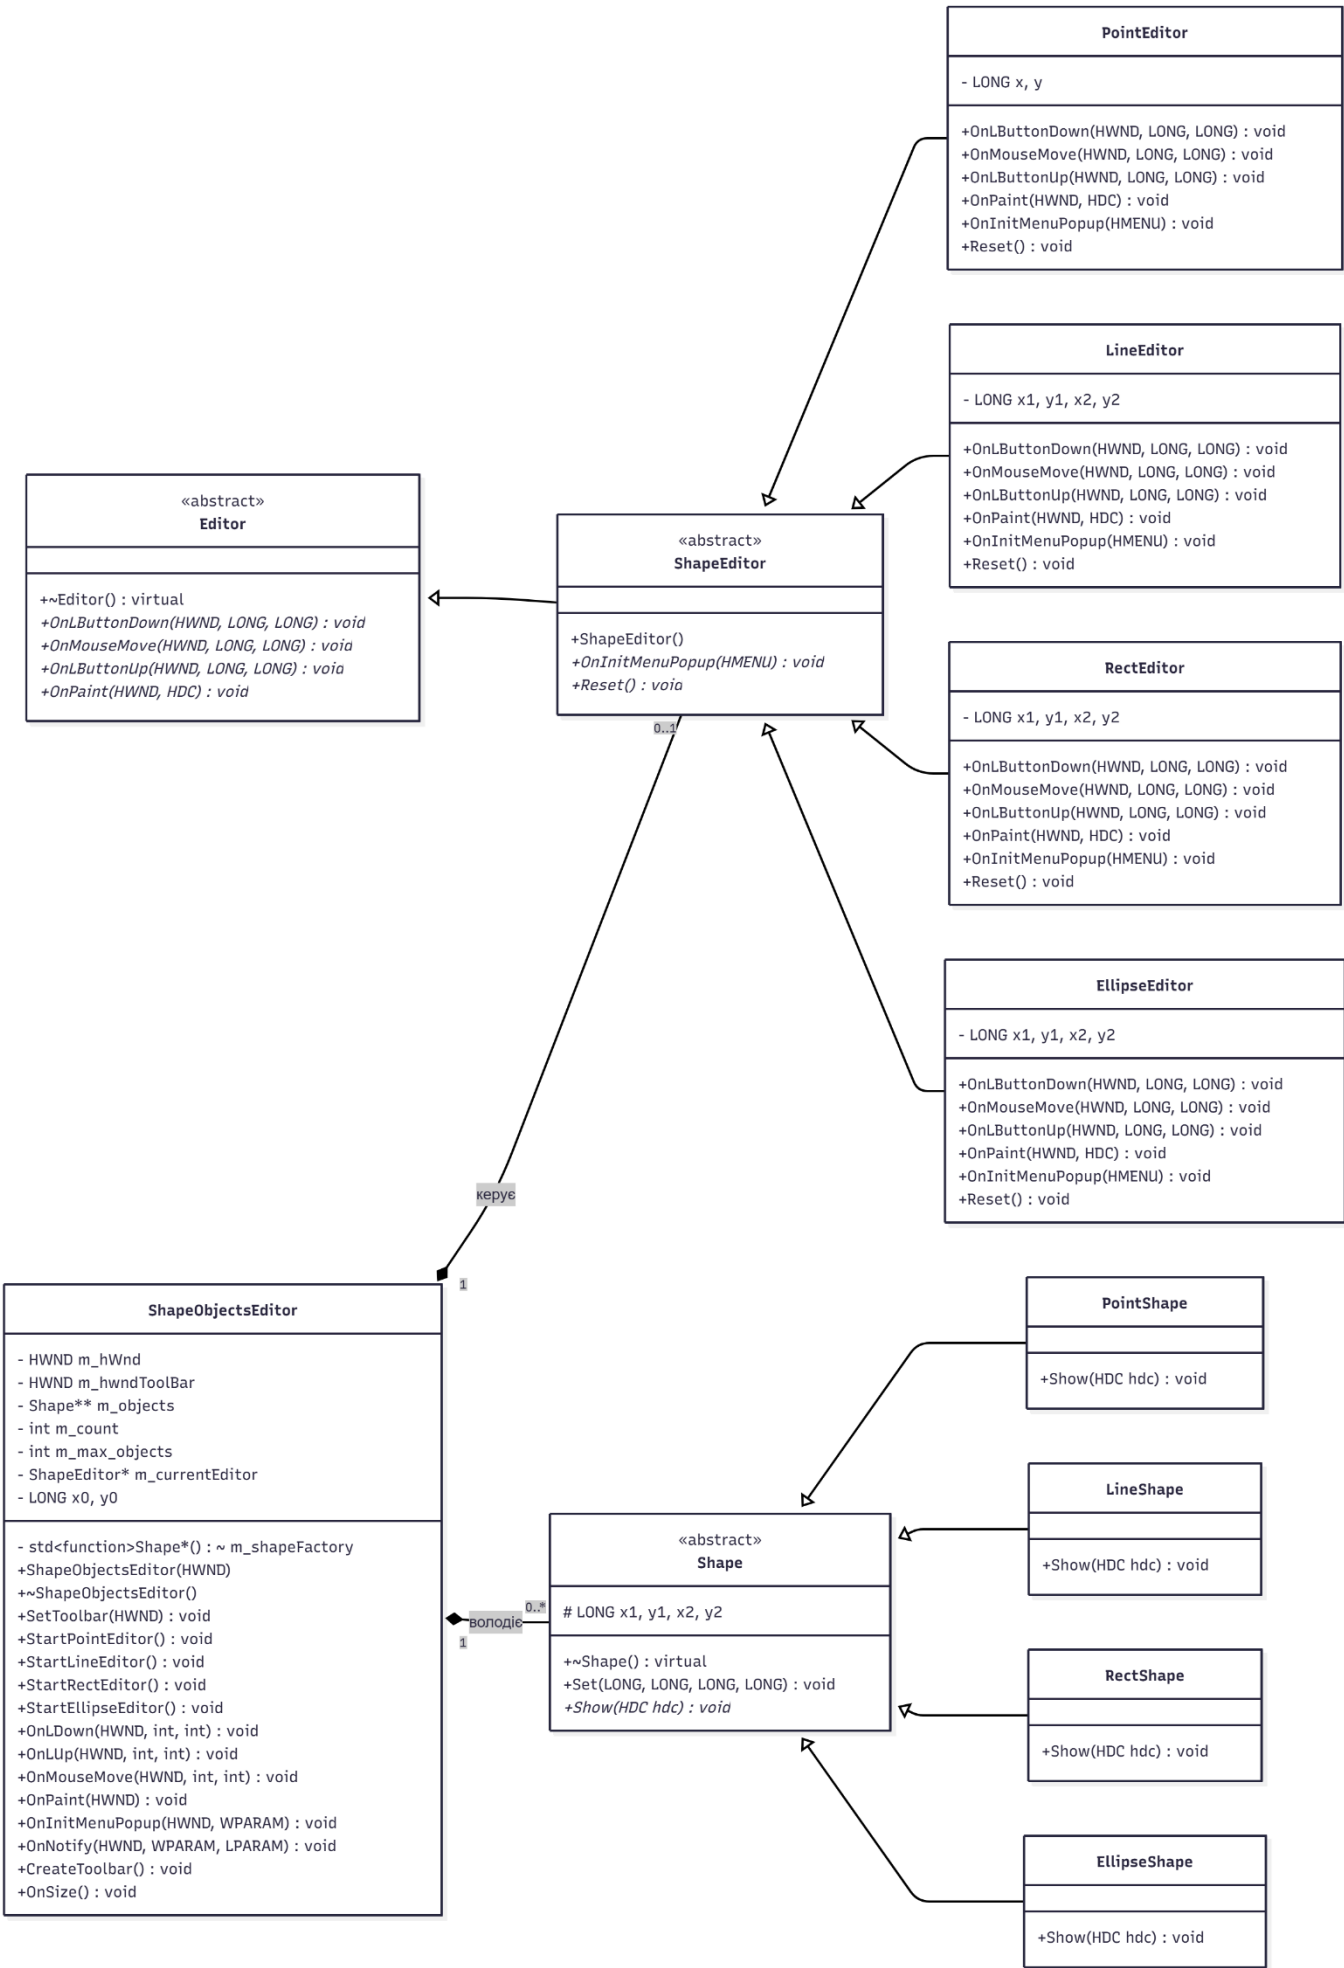 PointEditor
- LONG x, y
+OnLButtonDown(HWND, LONG, LONG) : void
+OnMouseMove(HWND, LONG, LONG) : void
+OnLButtonUp(HWND, LONG, LONG) : void
+OnPaint(HWND, HDC) : void
+OnInitMenuPopup(HMENU) : void
+Reset() : void
LineEditor
- LONG x1, y1, x2, y2
+OnLButtonDown(HWND, LONG, LONG) : void
+OnMouseMove(HWND, LONG, LONG) : void
+OnLButtonUp(HWND, LONG, LONG) : void
+OnPaint(HWND, HDC) : void
+OnInitMenuPopup(HMENU) : void
+Reset() : void
«abstract»
Editor
+~Editor() : virtual
+OnLButtonDown(HWND, LONG, LONG) : void
+OnMouseMove(HWND, LONG, LONG) : void
+OnLButtonUp(HWND, LONG, LONG) : void
+OnPaint(HWND, HDC) : void
«abstract»
ShapeEditor
+ShapeEditor()
+OnInitMenuPopup(HMENU) : void
+Reset() : void
0..1
RectEditor
- LONG x1, y1, x2, y2
+OnLButtonDown(HWND, LONG, LONG) : void
+OnMouseMove(HWND, LONG, LONG) : void
+OnLButtonUp(HWND, LONG, LONG) : void
+OnPaint(HWND, HDC) : void
+OnInitMenuPopup(HMENU) : void
+Reset() : void
EllipseEditor
- LONG x1, y1, x2, y2
+OnLButtonDown(HWND, LONG, LONG) : void
+OnMouseMove(HWND, LONG, LONG) : void
+OnLButtonUp(HWND, LONG, LONG) : void
+OnPaint(HWND, HDC) : void
+OnInitMenuPopup(HMENU) : void
+Reset() : void
керує
1
ShapeObjectsEditor
- HWND m_hWnd
- HWND m_hwndToolBar
- Shape** m_objects
- int m_count
- int m_max_objects
- ShapeEditor* m_currentEditor
- LONG x0, y0
- std<function>Shape*() : ~ m_shapeFactory
+ShapeObjectsEditor(HWND)
+~ShapeObjectsEditor()
+SetToolbar(HWND) : void
+StartPointEditor() : void
+StartLineEditor() : void
+StartRectEditor() : void
+StartEllipseEditor() : void
+OnLDown(HWND, int, int) : void
+OnLUp(HWND, int, int) : void
+OnMouseMove(HWND, int, int) : void
+OnPaint(HWND) : void
+OnInitMenuPopup(HWND, WPARAM) : void
+OnNotify(HWND, WPARAM, LPARAM) : void
+CreateToolbar() : void
+OnSize() : void
0..*
володіє
1
«abstract»
Shape
# LONG x1, y1, x2, y2
+~Shape() : virtual
+Set(LONG, LONG, LONG, LONG) : void
+Show(HDC hdc) : void
PointShape
+Show(HDC hdc) : void
LineShape
+Show(HDC hdc) : void
RectShape
+Show(HDC hdc) : void
EllipseShape
+Show(HDC hdc) : void